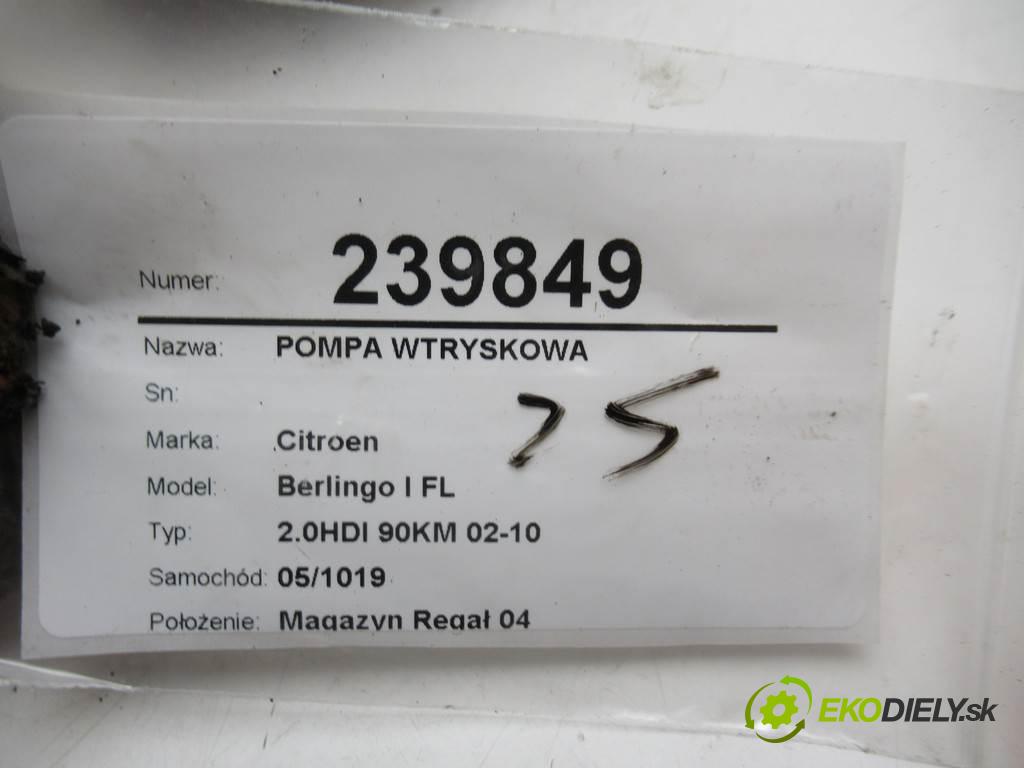 Numer: 239849
Nazwa: POMPA WTRYSKOWA
Sn:
Marka: Citroen
75
Model: Berlingo I FL
Typ: 2.0HDI 90KM 02-10
Samochód: 05/1019
Położenie: Magazyn Regał 04
EKODIELY.sk